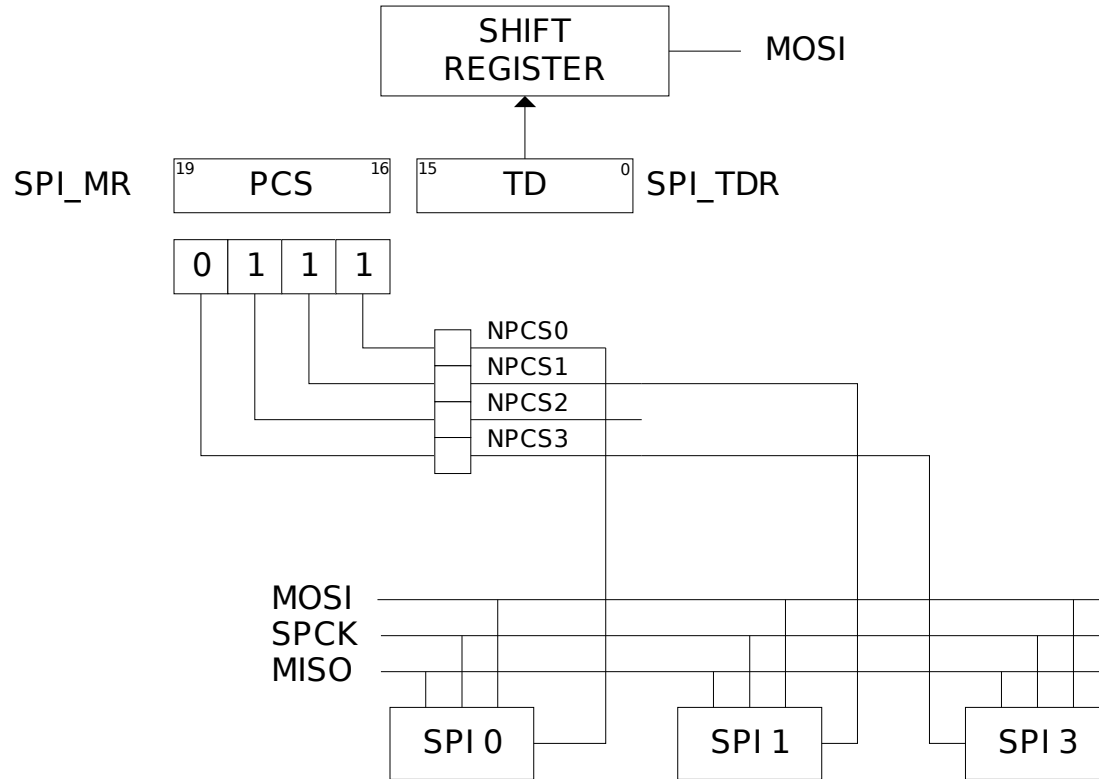 SHIFT
REGISTER
MOSI
SPI_MR
19
PCS
16
15
TD
0
SPI_TDR
0 1 1 1
NPCS0
NPCS1
NPCS2
NPCS3
MOSI
SPCK
MISO
SPI 0
SPI 1
SPI 3